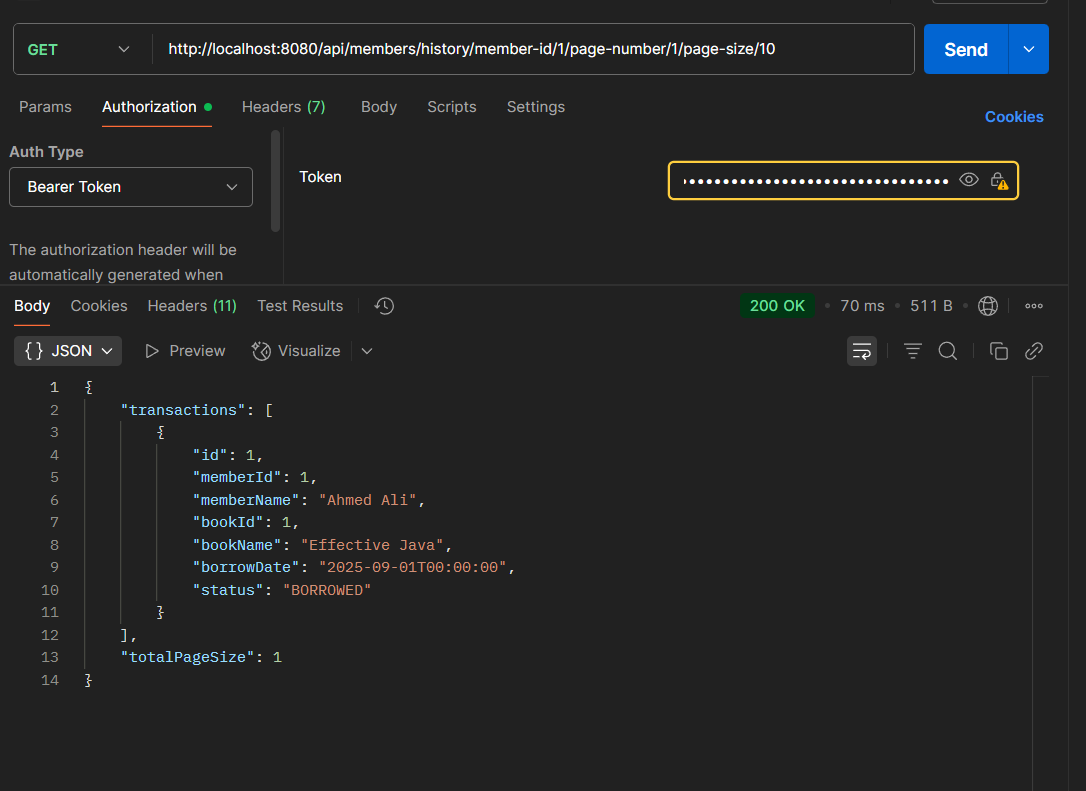 GET http://localhost:8080/api/members/history/member-id/1/page-number/1/page-size/10 Send
Params Authorization Headers (7) Body Scripts Settings
Cookies
Auth Type
Bearer Token
Token
The authorization header will be
automatically generated when
Body Cookies Headers (11) Test Results 200 OK • 70 ms • 511 B
{} JSON Preview Visualize
1 {
2 "transactions": [
3 {
4 "id": 1,
5 "memberId": 1,
6 "memberName": "Ahmed Ali",
7 "bookId": 1,
8 "bookName": "Effective Java",
9 "borrowDate": "2025-09-01T00:00:00",
10 "status": "BORROWED"
11 }
12 ],
13 "totalPageSize": 1
14 }